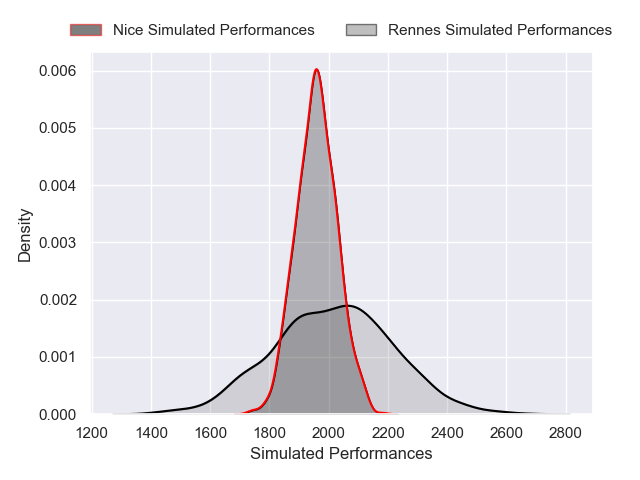 Nice Simulated Performances Rennes Simulated Performances
0.006
0.005
0.004
0.003
0.002
0.001
0.000
Density
1200 1400 1600 1800 2000 2200 2400 2600 2800
Simulated Performances